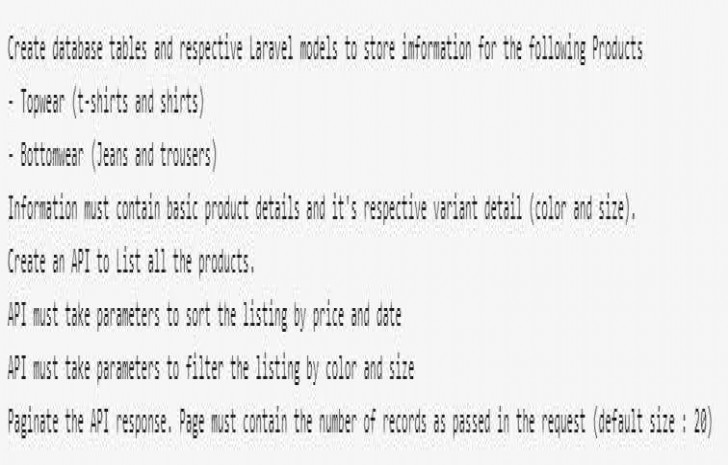 Create database tables and respective Laravel models to store imformation for the following Products
- Topwear (t-shirts and shirts)
- Bottomwear (Jeans and trousers)
Information must contain basic product details and it's respective variant detail (color and size).
Create an API to List all the products.
API must take parameters to sort the listing by price and date
API must take parameters to filter the listing by color and size
Paginate the API response. Page must contain the number of records as passed in the request (default size : 20)